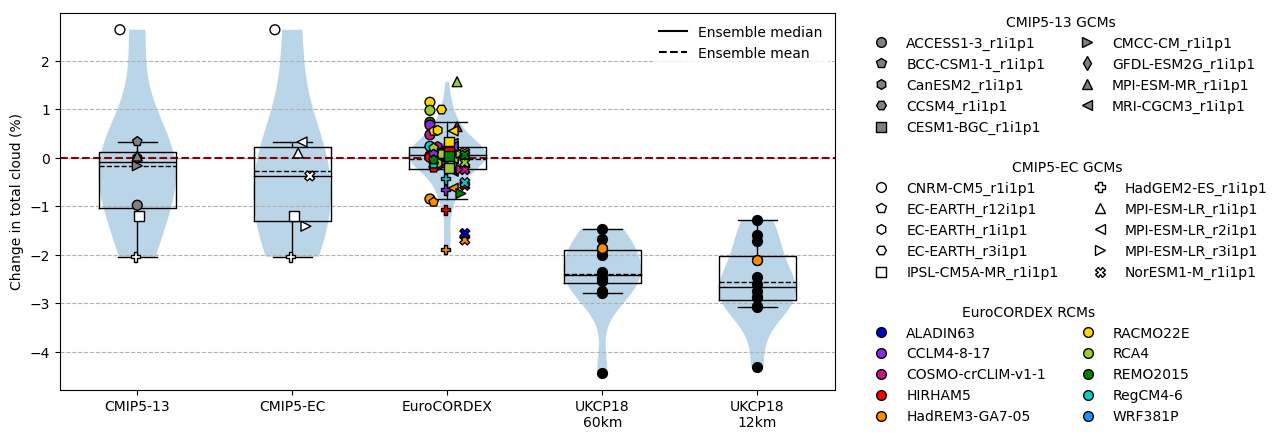 Change in total cloud (%)
2
1
0
−1
−2
−3
−4
Ensemble median
Ensemble mean
CMIP5-13
CMIP5-EC
EuroCORDEX
UKCP18
60km
UKCP18
12km
CMIP5-13 GCMs
ACCESS1-3_r1i1p1
BCC-CSM1-1_r1i1p1
CanESM2_r1i1p1
CCSM4_r1i1p1
CESM1-BGC_r1i1p1
CMCC-CM_r1i1p1
GFDL-ESM2G_r1i1p1
MPI-ESM-MR_r1i1p1
MRI-CGCM3_r1i1p1
CMIP5-EC GCMs
CNRM-CM5_r1i1p1
EC-EARTH_r12i1p1
EC-EARTH_r1i1p1
EC-EARTH_r3i1p1
IPSL-CM5A-MR_r1i1p1
HadGEM2-ES_r1i1p1
MPI-ESM-LR_r1i1p1
MPI-ESM-LR_r2i1p1
MPI-ESM-LR_r3i1p1
NorESM1-M_r1i1p1
EuroCORDEX RCMs
ALADIN63
CCLM4-8-17
COSMO-crCLIM-v1-1
HIRHAM5
HadREM3-GA7-05
RACMO22E
RCA4
REMO2015
RegCM4-6
WRF381P